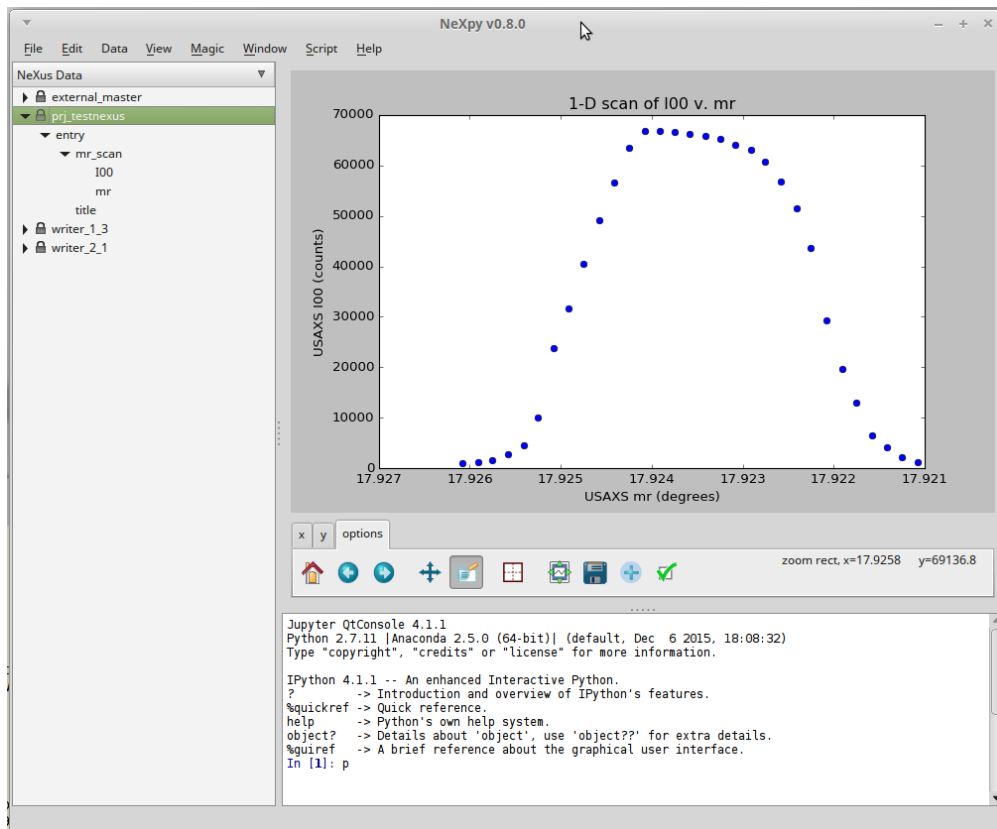 NeXpy v0.8.0
File Edit Data View Magic Window Script Help
NeXus Data
external_master
prj_testnexus
entry
mr_scan
I00
mr
title
writer_1_3
writer_2_1
1-D scan of I00 v. mr
70000
60000
50000
40000
30000
20000
10000
0
USAXS I00 (counts)
17.927 17.926 17.925 17.924 17.923 17.922 17.921
USAXS mr (degrees)
x y options
zoom rect, x=17.9258 y=69136.8
Jupyter QtConsole 4.1.1
Python 2.7.11 |Anaconda 2.5.0 (64-bit)| (default, Dec  6 2015, 18:08:32)
Type "copyright", "credits" or "license" for more information.
IPython 4.1.1 -- An enhanced Interactive Python.
?         -> Introduction and overview of IPython's features.
%quickref -> Quick reference.
help      -> Python's own help system.
object?   -> Details about 'object', use 'object??' for extra details.
%guiref   -> A brief reference about the graphical user interface.
In [1]: p